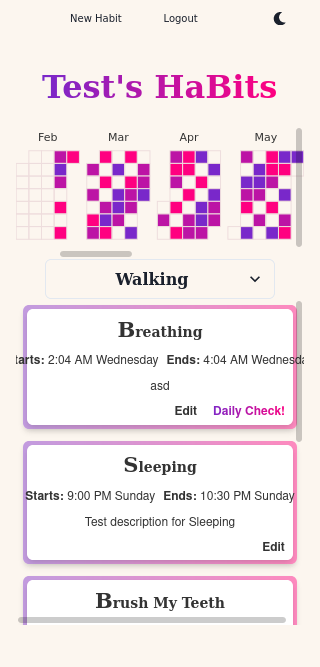 New Habit Logout
Test's HaBits
Feb Mar Apr May
Walking
Breathing
arts: 2:04 AM Wednesday Ends: 4:04 AM Wednesda
asd
Edit Daily Check!
Sleeping
Starts: 9:00 PM Sunday Ends: 10:30 PM Sunday
Test description for Sleeping
Edit
Brush My Teeth